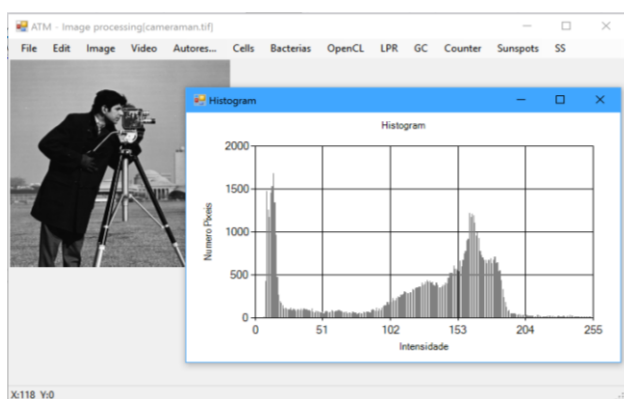 ATM - Image processing[cameraman.tif]
File Edit Image Video Autores... Cells Bacterias OpenCL LPR GC Counter Sunspots SS
Histogram
Histogram
2000
1500
1000
500
0
Numero Pixeis
0 51 102 153 204 255
Intensidade
X:118 Y:0